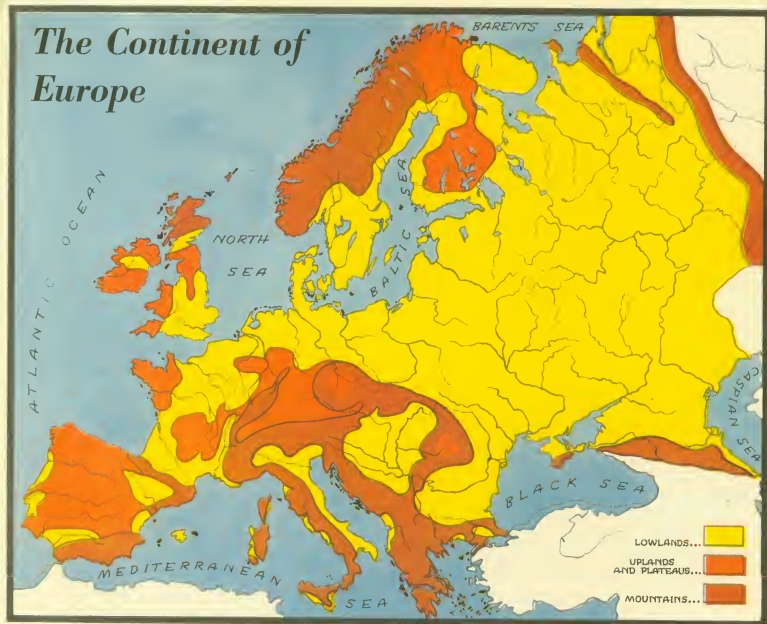 The Continent of
Europe
BARENTS SEA
ATLANTIC OCEAN
NORTH
SEA
BALTIC SEA
CASPIAN SEA
BLACK SEA
MEDITERRANEAN
SEA
LOWLANDS...
UPLANDS
AND PLATEAUS...
MOUNTAINS...